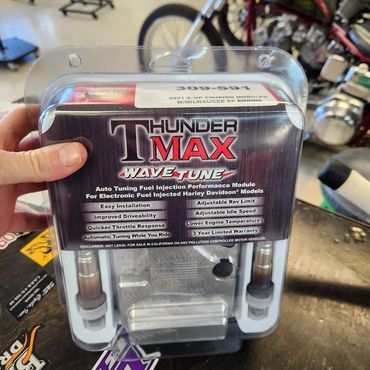 309-591
2021 & UP TOURING MODELS
W/MILWAUKEE 8® ENGINE
THUNDER
MAX
WAVE TUNE
Auto Tuning Fuel Injection Performance Module
For Electronic Fuel Injected Harley Davidson® Models
Easy Installation
Improved Driveability
Quicker Throttle Response
Automatic Tuning While You Ride
Adjustable Rev Limit
Adjustable Idle Speed
Lower Engine Temperatures
3 Year Limited Warranty
DISCLAIMER: NOT LEGAL FOR SALE IN CALIFORNIA OR ANY POLLUTION CONTROLLED MOTOR VEHICLES